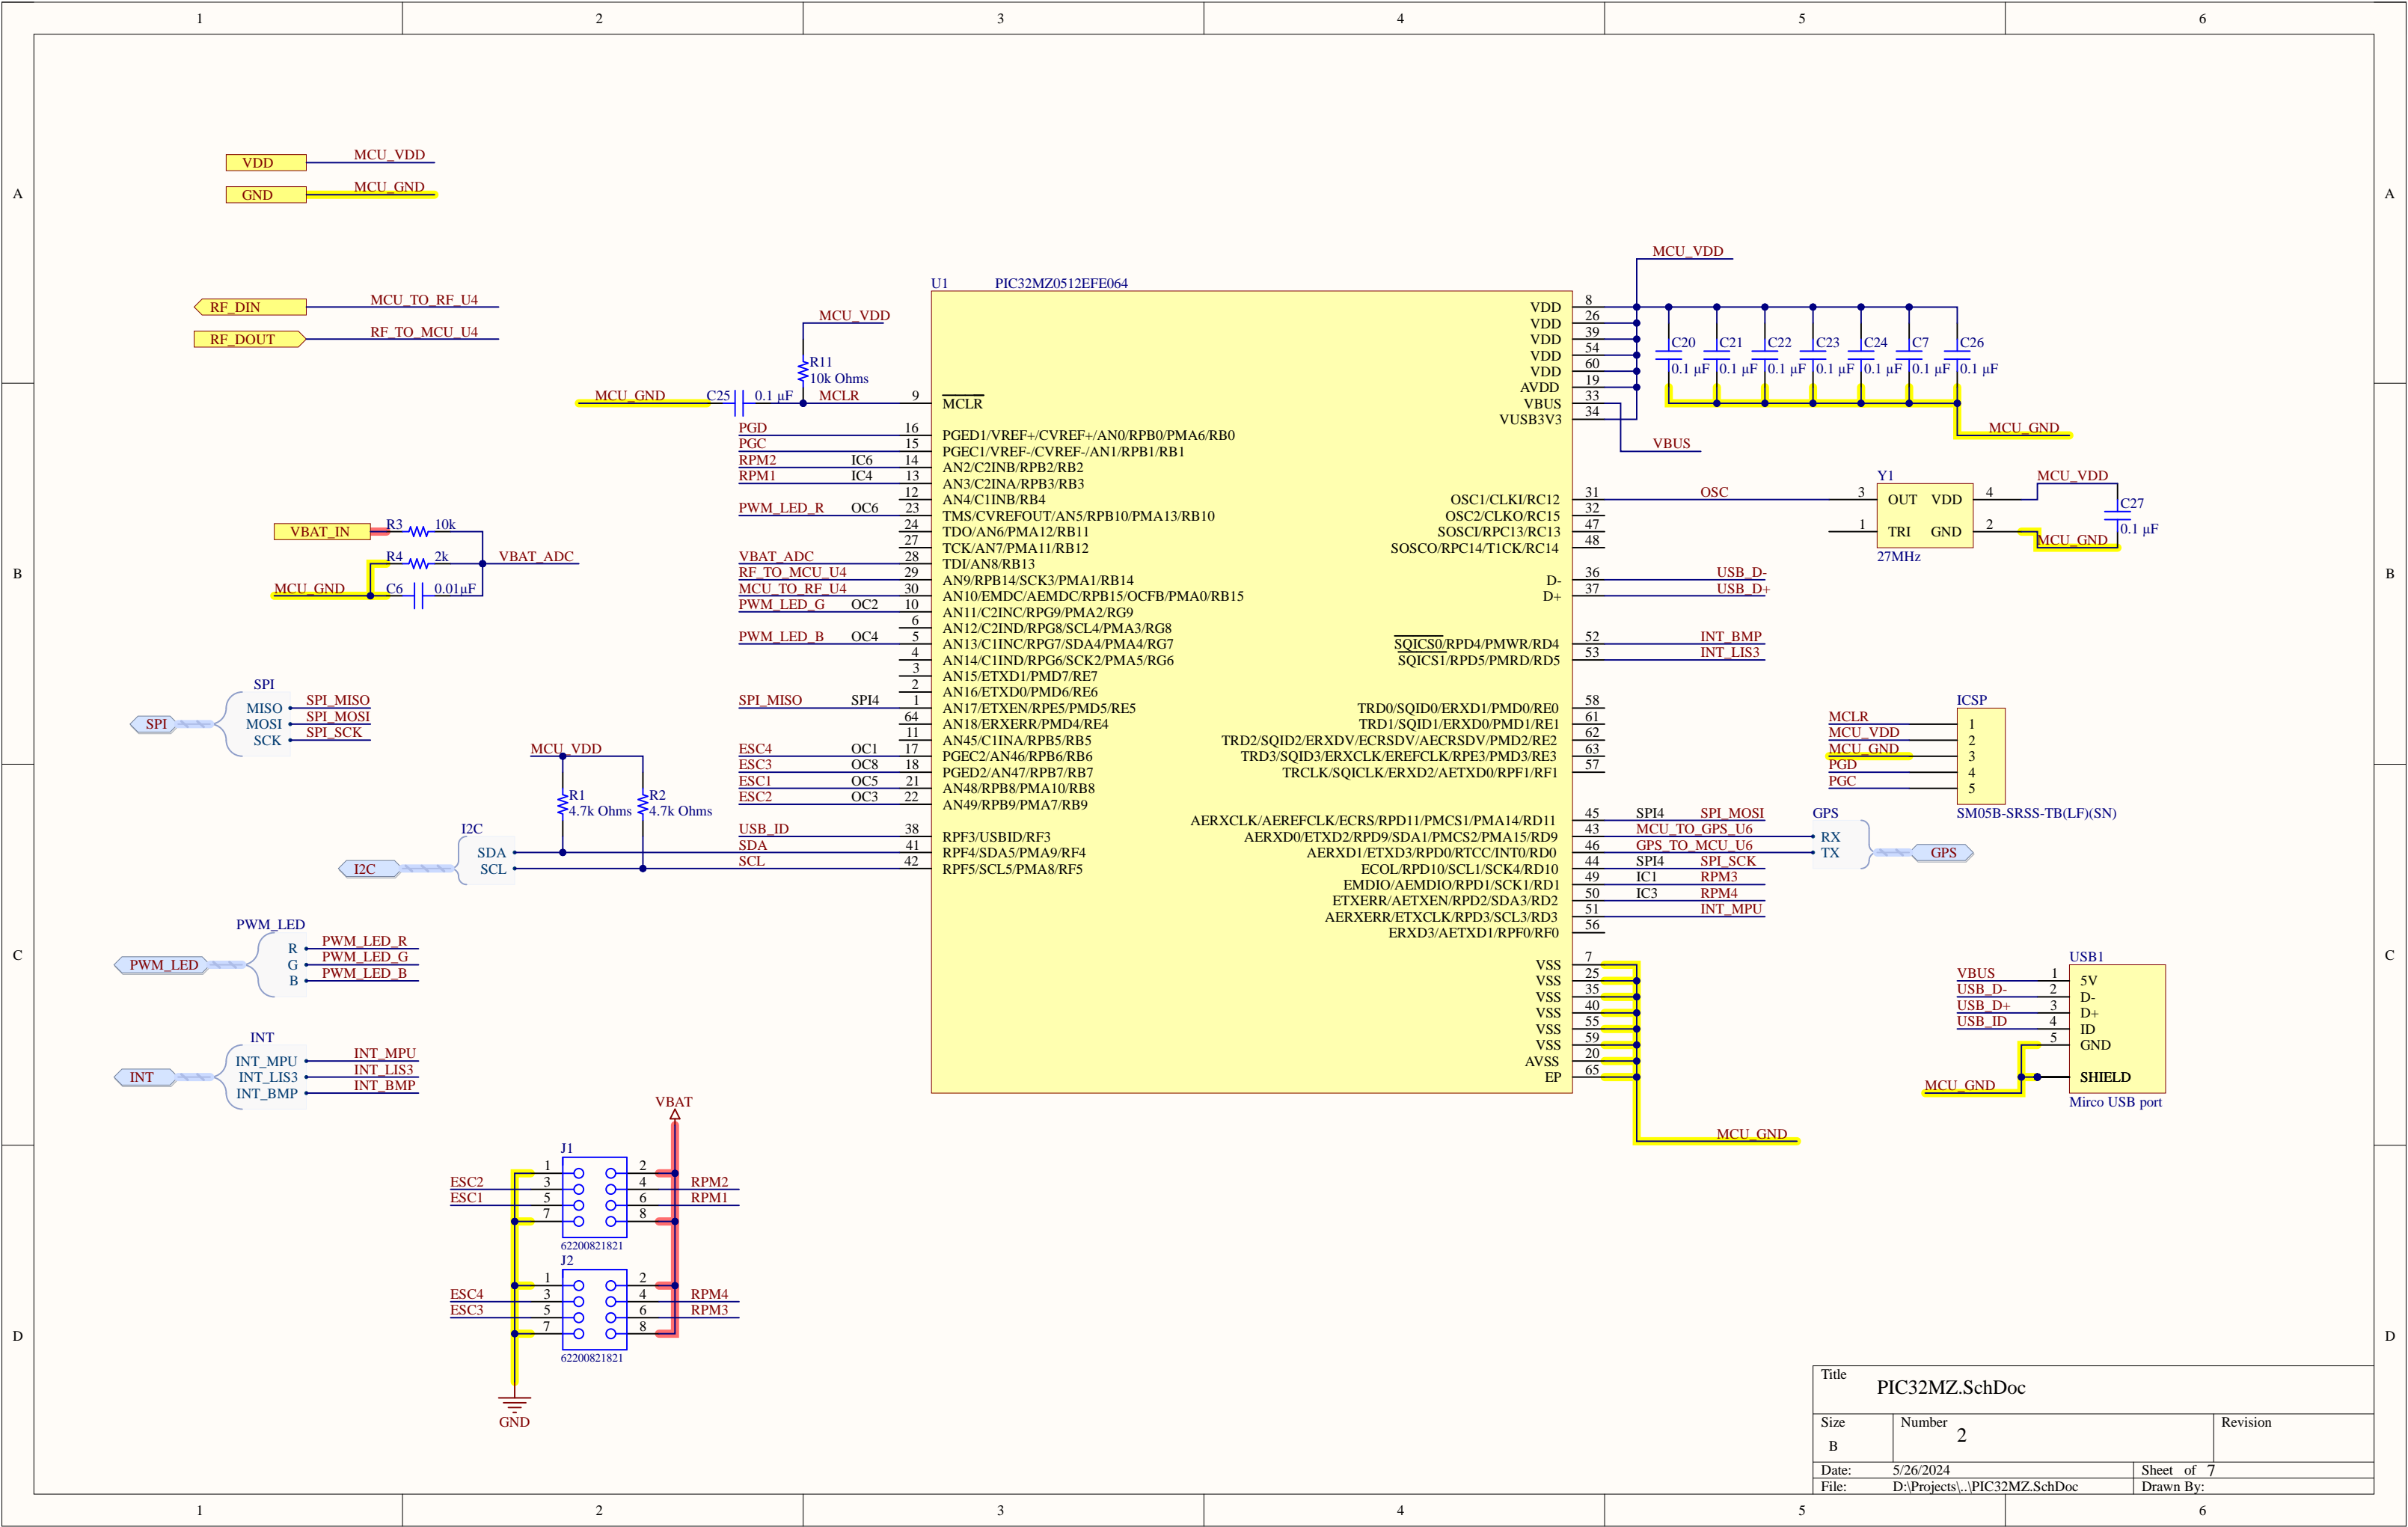 1 2 3 4 5 6
A A
B B
C C
D D
VDD MCU_VDD
GND MCU_GND
RF_DIN MCU_TO_RF_U4
RF_DOUT RF_TO_MCU_U4
VBAT_IN R3 10k
R4 2k VBAT_ADC
MCU_GND C6 0.01µF
SPI
SPI MISO SPI_MISO
MOSI SPI_MOSI
SCK SPI_SCK
MCU_VDD
R1 4.7k Ohms
R2 4.7k Ohms
I2C
I2C SDA
SCL
PWM_LED
PWM_LED R PWM_LED_R
G PWM_LED_G
B PWM_LED_B
INT
INT INT_MPU INT_MPU
INT_LIS3 INT_LIS3
INT_BMP INT_BMP
VBAT
J1
1 2
ESC2 3 4 RPM2
ESC1 5 6 RPM1
7 8
62200821821
J2
1 2
ESC4 3 4 RPM4
ESC3 5 6 RPM3
7 8
62200821821
GND
U1 PIC32MZ0512EFE064
MCU_VDD
R11
10k Ohms
MCU_GND C25 0.1 µF MCLR 9 MCLR
PGD 16 PGED1/VREF+/CVREF+/AN0/RPB0/PMA6/RB0
PGC 15 PGEC1/VREF-/CVREF-/AN1/RPB1/RB1
RPM2 IC6 14 AN2/C2INB/RPB2/RB2
RPM1 IC4 13 AN3/C2INA/RPB3/RB3
12 AN4/C1INB/RB4
PWM_LED_R OC6 23 TMS/CVREFOUT/AN5/RPB10/PMA13/RB10
24 TDO/AN6/PMA12/RB11
27 TCK/AN7/PMA11/RB12
VBAT_ADC 28 TDI/AN8/RB13
RF_TO_MCU_U4 29 AN9/RPB14/SCK3/PMA1/RB14
MCU_TO_RF_U4 30 AN10/EMDC/AEMDC/RPB15/OCFB/PMA0/RB15
PWM_LED_G OC2 10 AN11/C2INC/RPG9/PMA2/RG9
6 AN12/C2IND/RPG8/SCL4/PMA3/RG8
PWM_LED_B OC4 5 AN13/C1INC/RPG7/SDA4/PMA4/RG7
4 AN14/C1IND/RPG6/SCK2/PMA5/RG6
3 AN15/ETXD1/PMD7/RE7
2 AN16/ETXD0/PMD6/RE6
SPI_MISO SPI4 1 AN17/ETXEN/RPE5/PMD5/RE5
64 AN18/ERXERR/PMD4/RE4
11 AN45/C1INA/RPB5/RB5
ESC4 OC1 17 PGEC2/AN46/RPB6/RB6
ESC3 OC8 18 PGED2/AN47/RPB7/RB7
ESC1 OC5 21 AN48/RPB8/PMA10/RB8
ESC2 OC3 22 AN49/RPB9/PMA7/RB9
USB_ID 38 RPF3/USBID/RF3
SDA 41 RPF4/SDA5/PMA9/RF4
SCL 42 RPF5/SCL5/PMA8/RF5
MCU_VDD
VDD 8
VDD 26
VDD 39
VDD 54
VDD 60
AVDD 19
VBUS 33
VUSB3V3 34
VBUS
C20 C21 C22 C23 C24 C7 C26
0.1 µF 0.1 µF 0.1 µF 0.1 µF 0.1 µF 0.1 µF 0.1 µF
MCU_GND
OSC1/CLKI/RC12 31 OSC
OSC2/CLKO/RC15 32
SOSCI/RPC13/RC13 47
SOSCO/RPC14/T1CK/RC14 48
Y1
3 OUT VDD 4 MCU_VDD
1 TRI GND 2 MCU_GND
27MHz
C27
0.1 µF
D- 36 USB_D-
D+ 37 USB_D+
SQICS0/RPD4/PMWR/RD4 52 INT_BMP
SQICS1/RPD5/PMRD/RD5 53 INT_LIS3
TRD0/SQID0/ERXD1/PMD0/RE0 58
TRD1/SQID1/ERXD0/PMD1/RE1 61
TRD2/SQID2/ERXDV/ECRSDV/AECRSDV/PMD2/RE2 62
TRD3/SQID3/ERXCLK/EREFCLK/RPE3/PMD3/RE3 63
TRCLK/SQICLK/ERXD2/AETXD0/RPF1/RF1 57
AERXCLK/AEREFCLK/ECRS/RPD11/PMCS1/PMA14/RD11 45 SPI4 SPI_MOSI
AERXD0/ETXD2/RPD9/SDA1/PMCS2/PMA15/RD9 43 MCU_TO_GPS_U6
AERXD1/ETXD3/RPD0/RTCC/INT0/RD0 46 GPS_TO_MCU_U6
ECOL/RPD10/SCL1/SCK4/RD10 44 SPI4 SPI_SCK
EMDIO/AEMDIO/RPD1/SCK1/RD1 49 IC1 RPM3
ETXERR/AETXEN/RPD2/SDA3/RD2 50 IC3 RPM4
AERXERR/ETXCLK/RPD3/SCL3/RD3 51 INT_MPU
ERXD3/AETXD1/RPF0/RF0 56
VSS 7
VSS 25
VSS 35
VSS 40
VSS 55
VSS 59
AVSS 20
EP 65
MCU_GND
ICSP
MCLR 1
MCU_VDD 2
MCU_GND 3
PGD 4
PGC 5
SM05B-SRSS-TB(LF)(SN)
GPS
RX
TX GPS
USB1
VBUS 1 5V
USB_D- 2 D-
USB_D+ 3 D+
USB_ID 4 ID
5 GND
MCU_GND SHIELD
Mirco USB port
Title
PIC32MZ.SchDoc
Size Number Revision
B 2
Date: 5/26/2024 Sheet of 7
File: D:\Projects\..\PIC32MZ.SchDoc Drawn By:
1 2 3 4 5 6